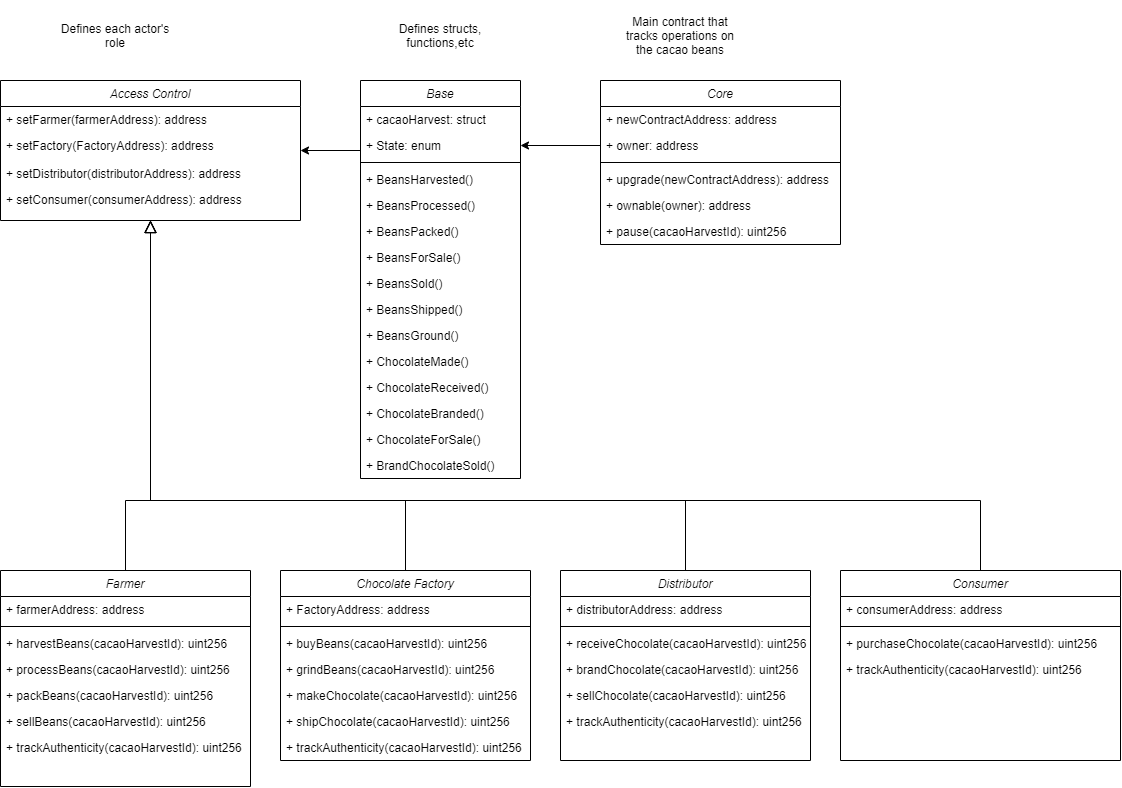 Defines each actor's
role
Defines structs,
functions,etc
Main contract that
tracks operations on
the cacao beans
Access Control
+ setFarmer(farmerAddress): address
+ setFactory(FactoryAddress): address
+ setDistributor(distributorAddress): address
+ setConsumer(consumerAddress): address
Base
+ cacaoHarvest: struct
+ State: enum
+ BeansHarvested()
+ BeansProcessed()
+ BeansPacked()
+ BeansForSale()
+ BeansSold()
+ BeansShipped()
+ BeansGround()
+ ChocolateMade()
+ ChocolateReceived()
+ ChocolateBranded()
+ ChocolateForSale()
+ BrandChocolateSold()
Core
+ newContractAddress: address
+ owner: address
+ upgrade(newContractAddress): address
+ ownable(owner): address
+ pause(cacaoHarvestId): uint256
Farmer
+ farmerAddress: address
+ harvestBeans(cacaoHarvestId): uint256
+ processBeans(cacaoHarvestId): uint256
+ packBeans(cacaoHarvestId): uint256
+ sellBeans(cacaoHarvestId): uint256
+ trackAuthenticity(cacaoHarvestId): uint256
Chocolate Factory
+ FactoryAddress: address
+ buyBeans(cacaoHarvestId): uint256
+ grindBeans(cacaoHarvestId): uint256
+ makeChocolate(cacaoHarvestId): uint256
+ shipChocolate(cacaoHarvestId): uint256
+ trackAuthenticity(cacaoHarvestId): uint256
Distributor
+ distributorAddress: address
+ receiveChocolate(cacaoHarvestId): uint256
+ brandChocolate(cacaoHarvestId): uint256
+ sellChocolate(cacaoHarvestId): uint256
+ trackAuthenticity(cacaoHarvestId): uint256
Consumer
+ consumerAddress: address
+ purchaseChocolate(cacaoHarvestId): uint256
+ trackAuthenticity(cacaoHarvestId): uint256